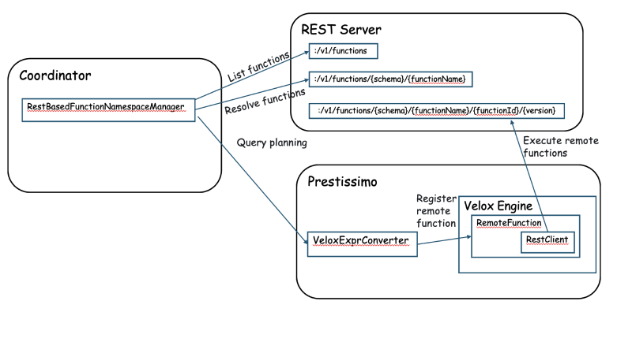 REST Server
:/v1/functions
List functions
Coordinator
:/v1/functions/{schema}/{functionName}
RestBasedFunctionNamespaceManager
Resolve functions
:/v1/functions/{schema}/{functionName}/{functionId}/{version}
Query planning
Execute remote
functions
Prestissimo
Register
remote
function
Velox Engine
RemoteFunction
VeloxExprConverter
RestClient